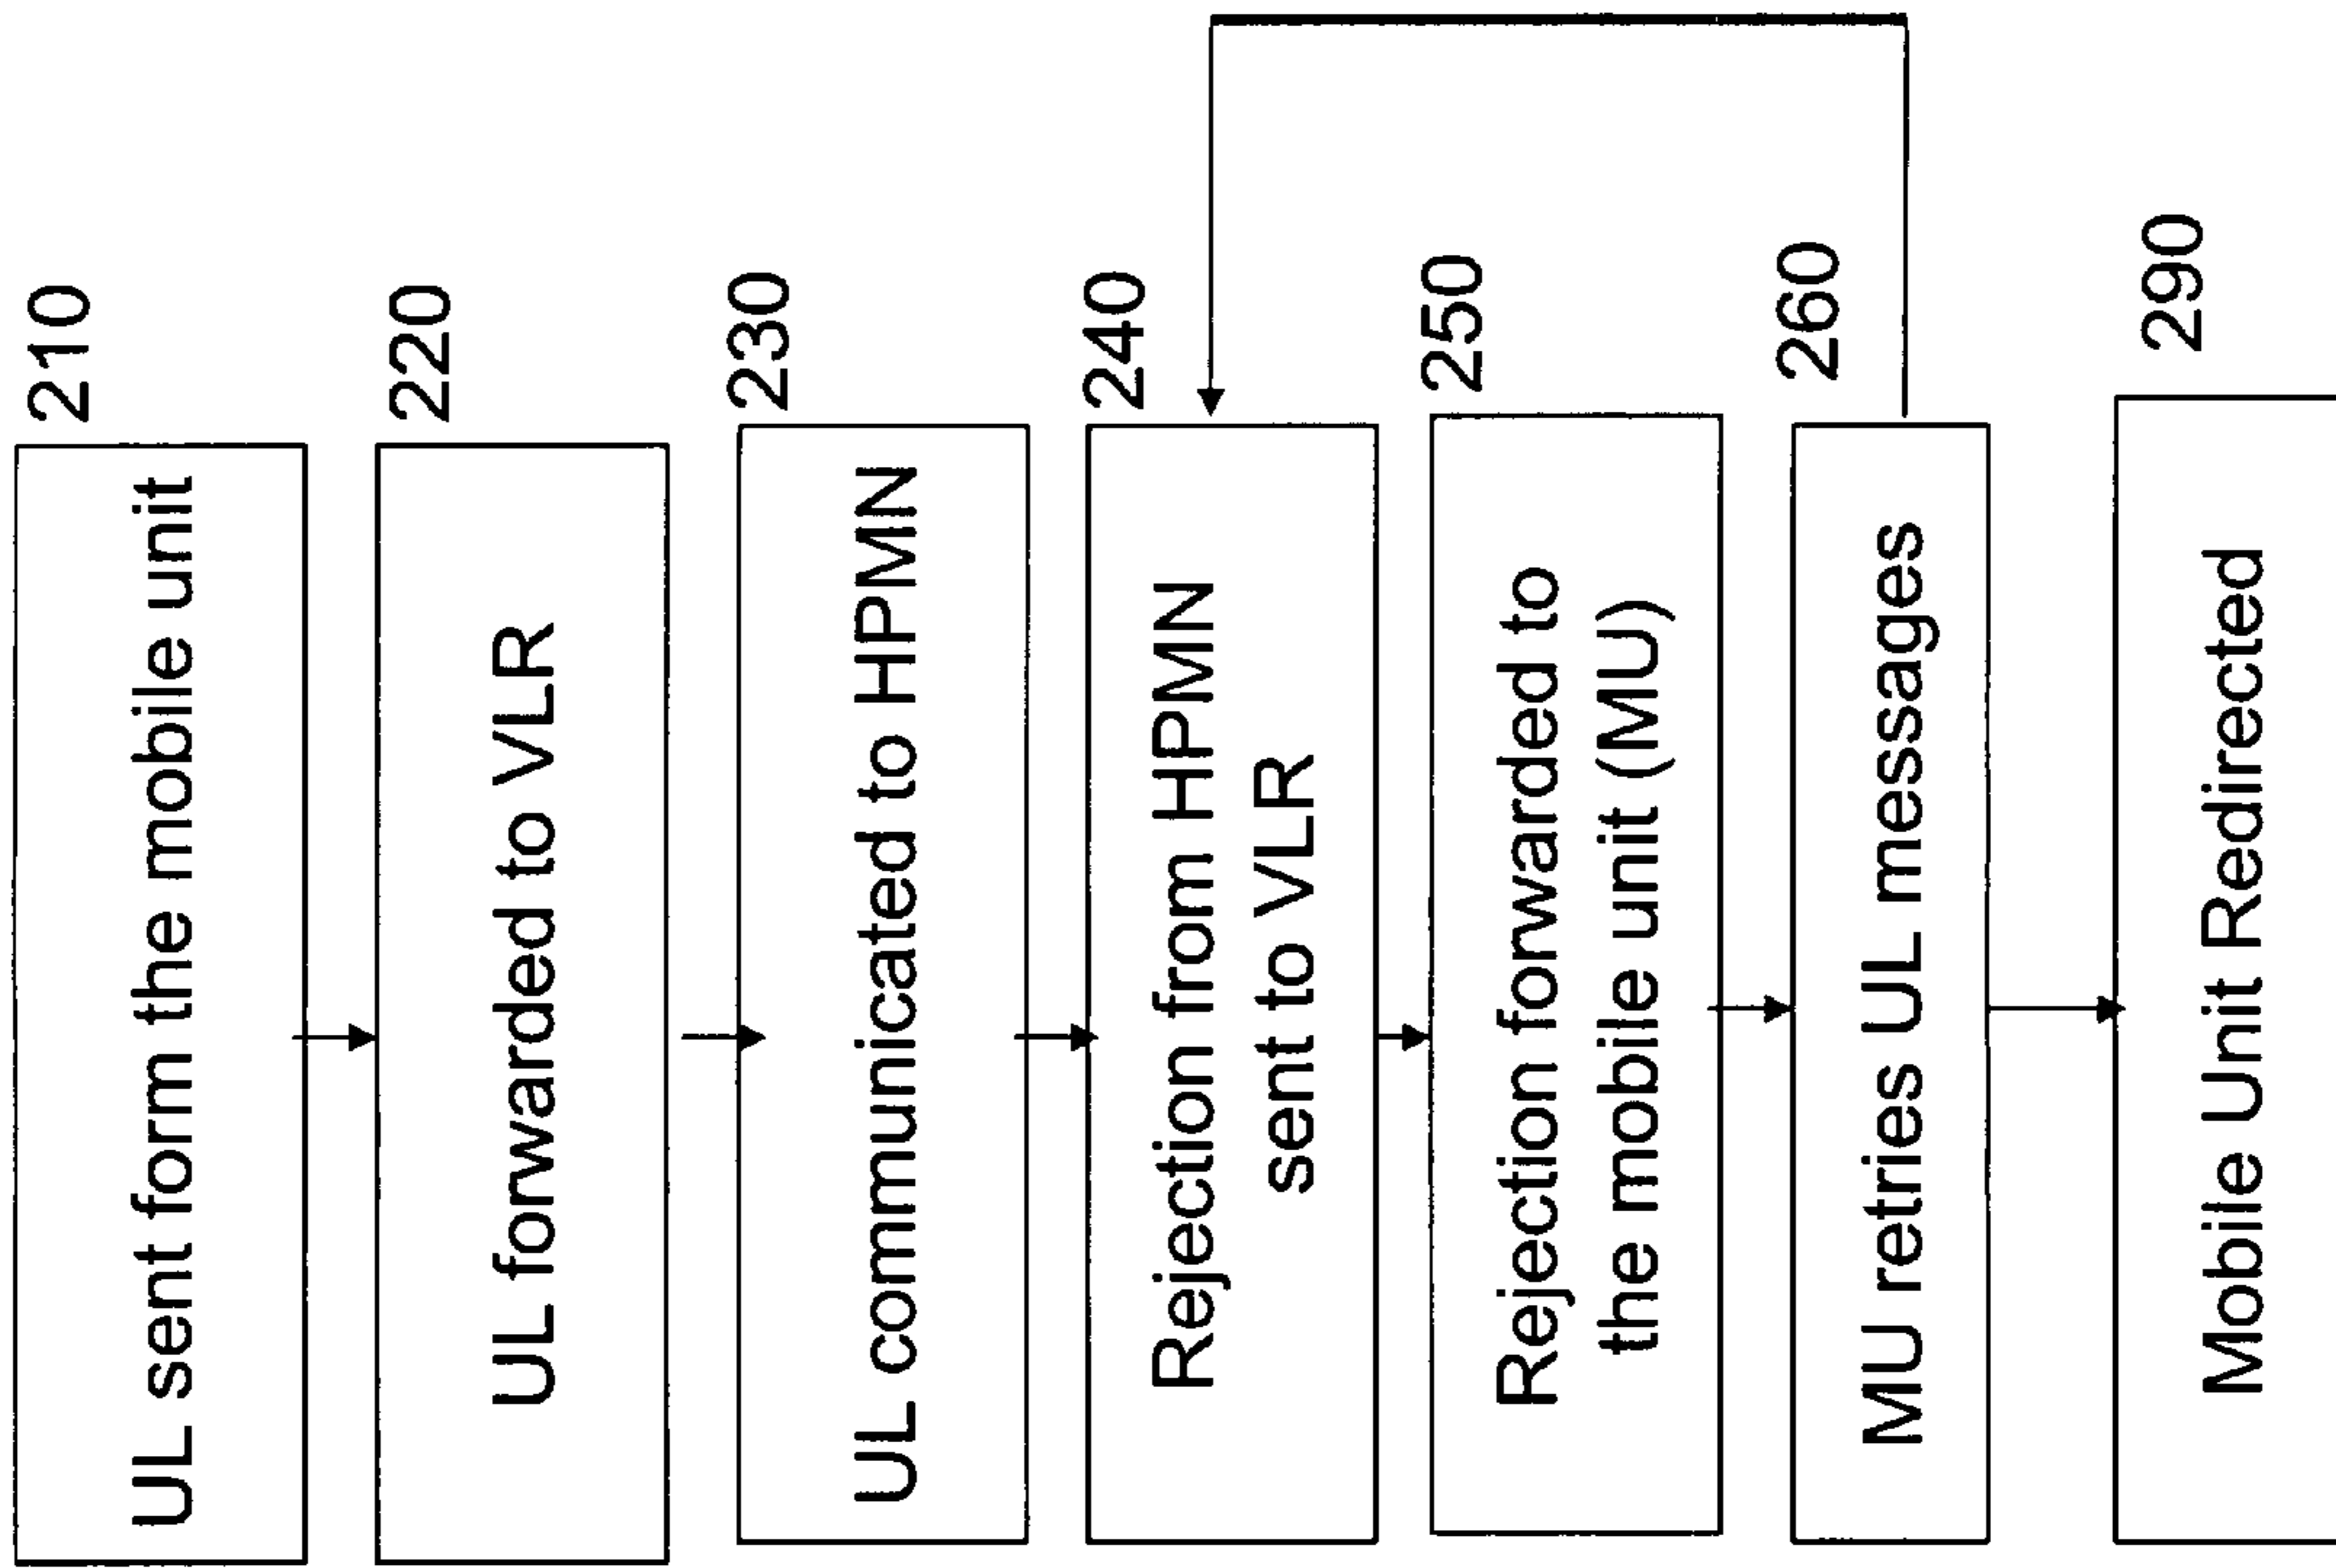 210
UL sent form the mobile unit
220
UL forwarded to VLR
230
UL communicated to HPMN
240
Rejection from HPMN
sent to VLR
250
Rejection forwarded to
the mobile unit (MU)
260
MU retries UL messages
290
Mobile Unit Redirected